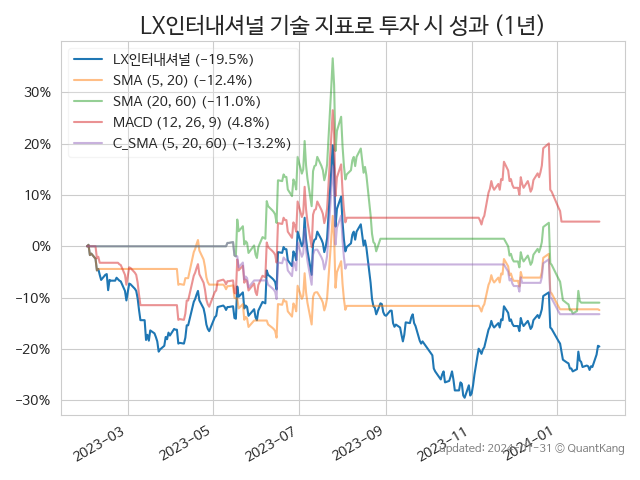 LX인터내셔널 기술 지표로 투자 시 성과 (1년)
LX인터내셔널 (−19.5%)
SMA (5, 20) (−12.4%)
SMA (20, 60) (−11.0%)
MACD (12, 26, 9) (4.8%)
C_SMA (5, 20, 60) (−13.2%)
30%
20%
10%
0%
−10%
−20%
−30%
2023−03
2023−05
2023−07
2023−09
2023−11
2024−01
updated: 2024−01−31 © QuantKang